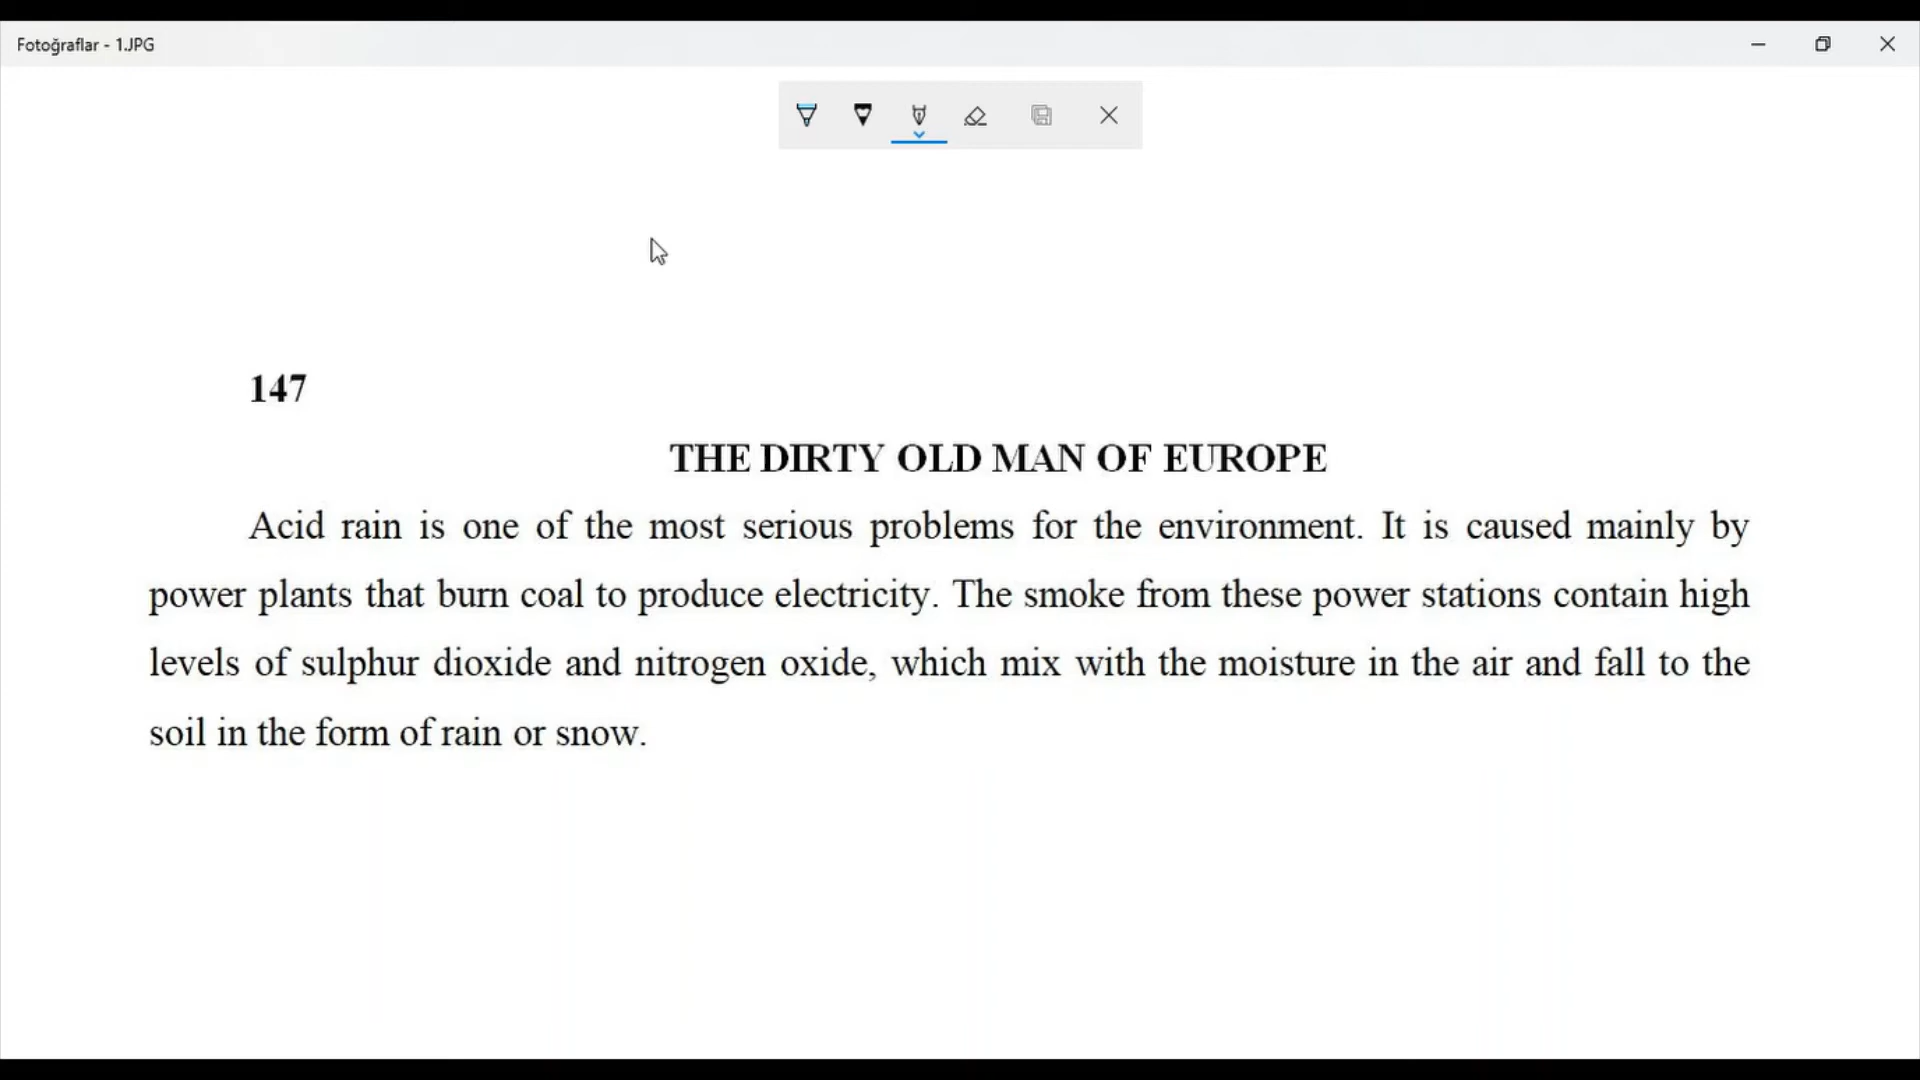 Fotoğraflar - 1.JPG
147
THE DIRTY OLD MAN OF EUROPE
Acid rain is one of the most serious problems for the environment. It is caused mainly by
power plants that burn coal to produce electricity. The smoke from these power stations contain high
levels of sulphur dioxide and nitrogen oxide, which mix with the moisture in the air and fall to the
soil in the form of rain or snow.